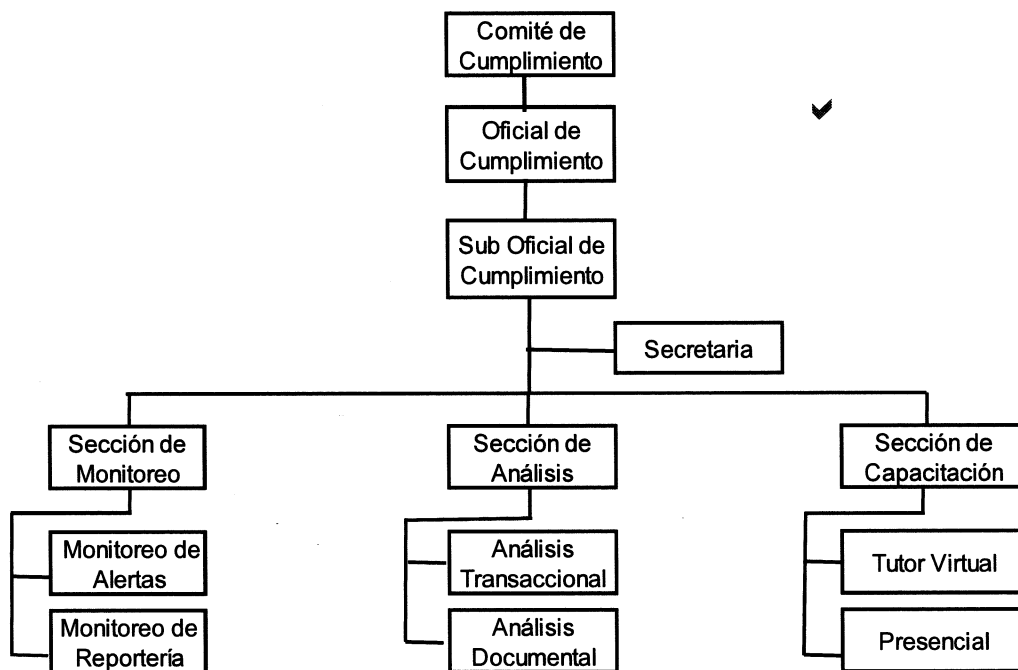 Comité de
Cumplimiento
Oficial de
Cumplimiento
Sub Oficial de
Cumplimiento
Secretaria
Sección de
Monitoreo
Sección de
Análisis
Sección de
Capacitación
Monitoreo de
Alertas
Análisis
Transaccional
Tutor Virtual
Monitoreo de
Reportería
Análisis
Documental
Presencial